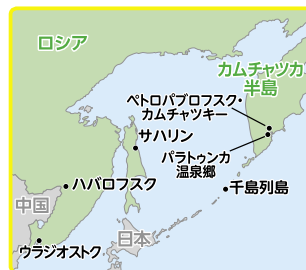 ロシア
カムチャツカ
半島
ペトロパブロフスク・
カムチャツキー
サハリン
パラトゥンカ
温泉郷
ハバロフスク
千島列島
中国
ウラジオストク
日本